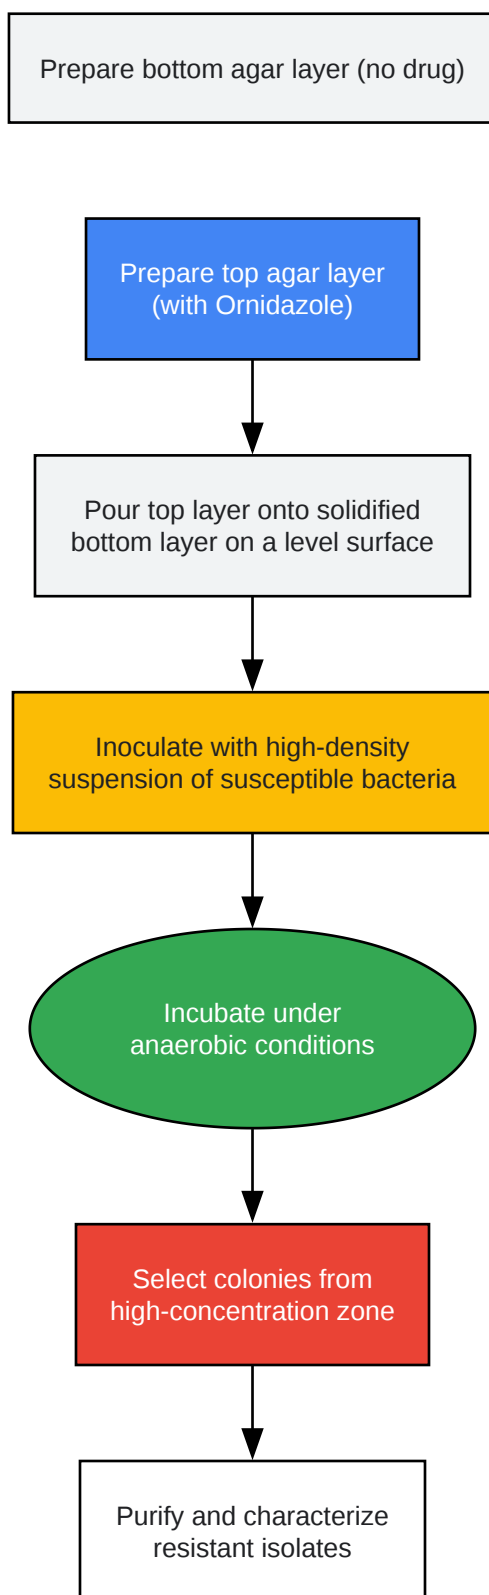 Prepare bottom agar layer (no drug)
Prepare top agar layer
(with Ornidazole)
Pour top layer onto solidified
bottom layer on a level surface
Inoculate with high-density
suspension of susceptible bacteria
Incubate under
anaerobic conditions
Select colonies from
high-concentration zone
Purify and characterize
resistant isolates